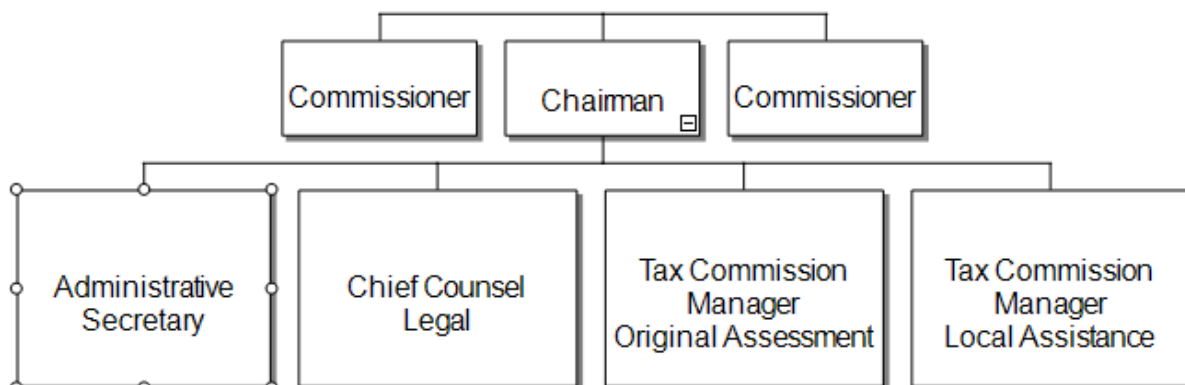 Commissioner
Chairman
Commissioner
Administrative
Secretary
Chief Counsel
Legal
Tax Commission
Manager
Original Assessment
Tax Commission
Manager
Local Assistance